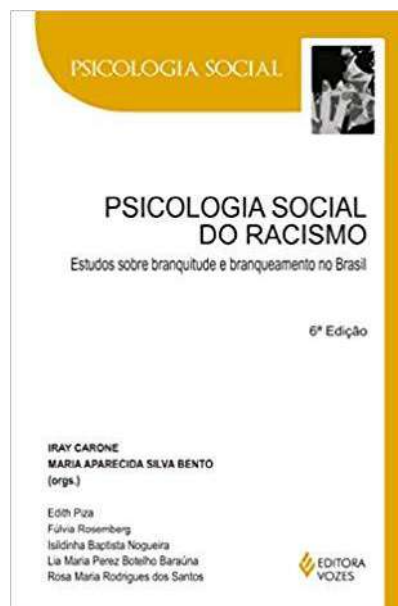 PSICOLOGIA SOCIAL
PSICOLOGIA SOCIAL
DO RACISMO
Estudos sobre branquitude e branqueamento no Brasil
6ª Edição
IRAY CARONE
MARIA APARECIDA SILVA BENTO
(orgs.)
Edith Piza
Fúlvia Rosemberg
Isildinha Baptista Nogueira
Lia Maria Perez Botelho Baraúna
Rosa Maria Rodrigues dos Santos
EDITORA
VOZES